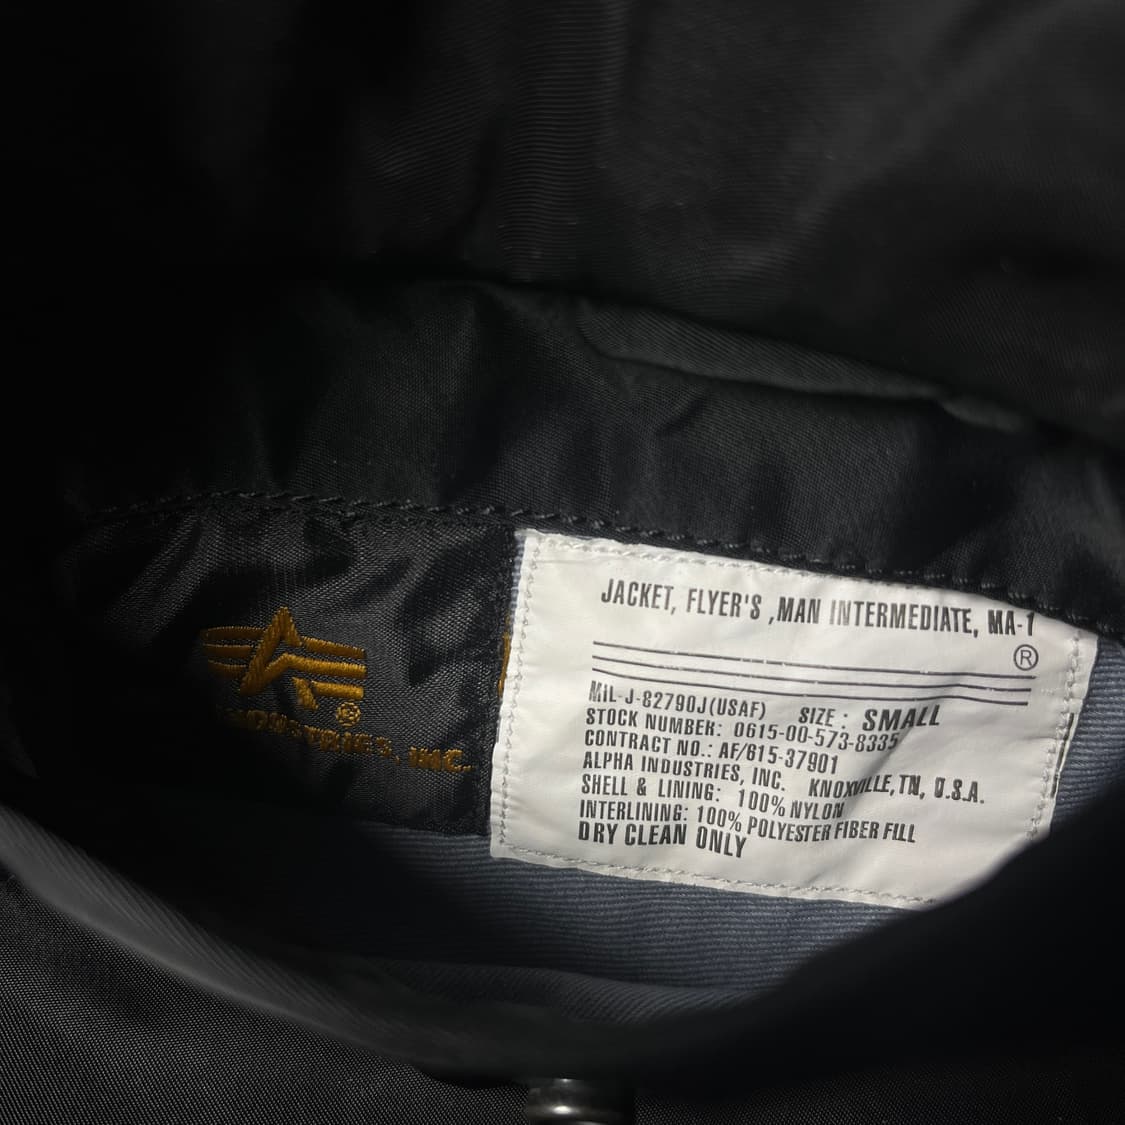 INDUSTRIES, INC.
®
JACKET, FLYER'S ,MAN INTERMEDIATE, MA-1
®
MIL-J-82790J(USAF) SIZE : SMALL
STOCK NUMBER: 0615-00-573-8335
CONTRACT NO.: AF/615-37901
ALPHA INDUSTRIES, INC. KNOXVILLE,TN, U.S.A.
SHELL & LINING: 100% NYLON
INTERLINING: 100% POLYESTER FIBER FILL
DRY CLEAN ONLY